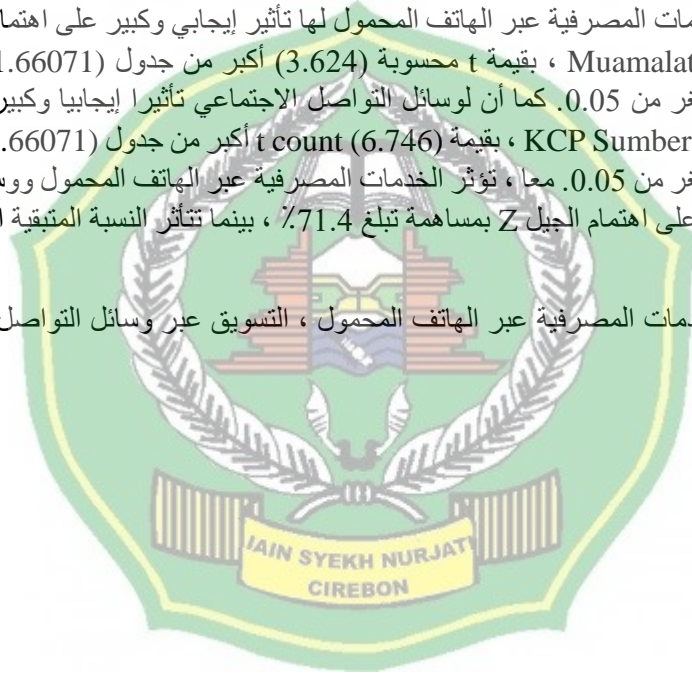 مات المصرفية عبر الهاتف المحمول لها تأثير إيجابي وكبير على اهتما
Muamalat ، بقيمة t محسوبة (3.624) أكبر من جدول (1.66071
غر من 0.05. كما أن لوسائل التواصل الاجتماعي تأثيرا إيجابيا وكبير
KCP Sumber ، بقيمة t count (6.746) أكبر من جدول (1.66071
غر من 0.05. معا ، تؤثر الخدمات المصرفية عبر الهاتف المحمول ووس
على اهتمام الجيل Z بمساهمة تبلغ 71.4٪ ، بينما تتأثر النسبة المتبقية ا
دمات المصرفية عبر الهاتف المحمول ، التسويق عبر وسائل التواصل
IAIN SYEKH NURJATI
CIREBON